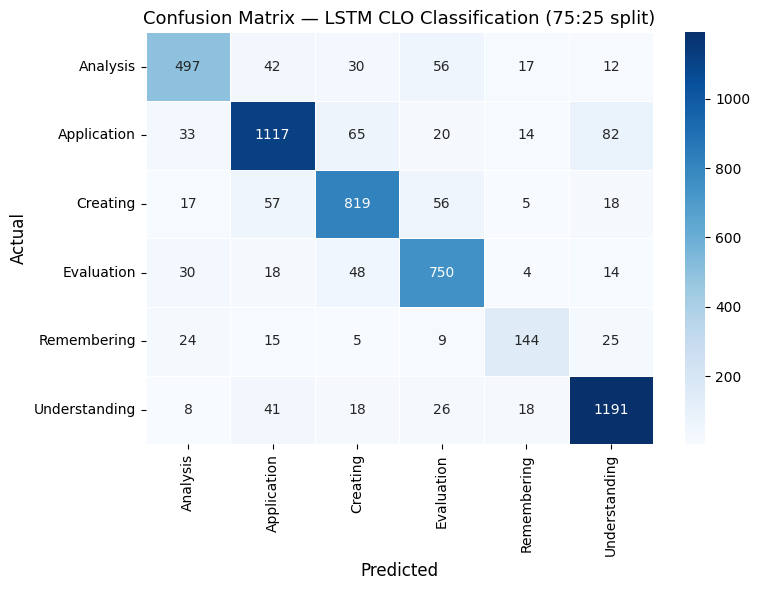 Confusion Matrix — LSTM CLO Classification (75:25 split)
Analysis 497 42 30 56 17 12
Application 33 1117 65 20 14 82
Creating 17 57 819 56 5 18
Evaluation 30 18 48 750 4 14
Remembering 24 15 5 9 144 25
Understanding 8 41 18 26 18 1191
Actual
Analysis Application Creating Evaluation Remembering Understanding
Predicted
1000
800
600
400
200